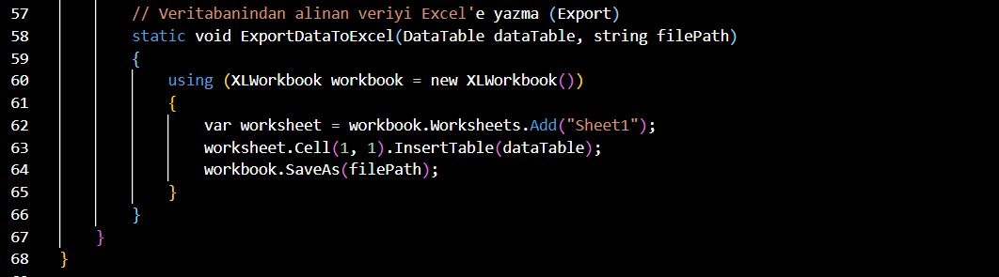 57 // Veritabanindan alinan veriyi Excel'e yazma (Export)
58 static void ExportDataToExcel(DataTable dataTable, string filePath)
59 {
60 using (XLWorkbook workbook = new XLWorkbook())
61 {
62 var worksheet = workbook.Worksheets.Add("Sheet1");
63 worksheet.Cell(1, 1).InsertTable(dataTable);
64 workbook.SaveAs(filePath);
65 }
66 }
67 }
68 }